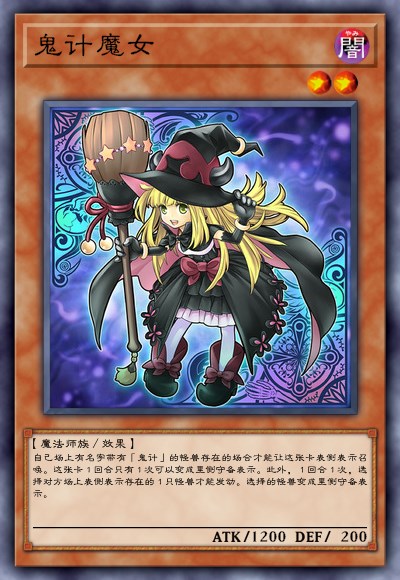 鬼计魔女
やみ
闇
【魔法师族／效果】
自己场上有名字带有「鬼计」的怪兽存在的场合才能让这张卡表侧表示召
唤。这张卡1回合只有1次可以变成里侧守备表示。此外，1回合1次，选
择对方场上表侧表示存在的1只怪兽才能发动。选择的怪兽变成里侧守备表
示。
ATK/1200 DEF/ 200